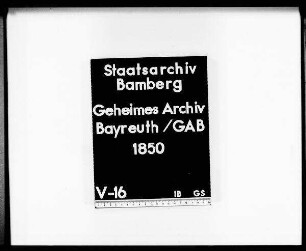 Staatsarchiv
Bamberg
Geheimes Archiv
Bayreuth /GAB
1850
V-16 IB GS